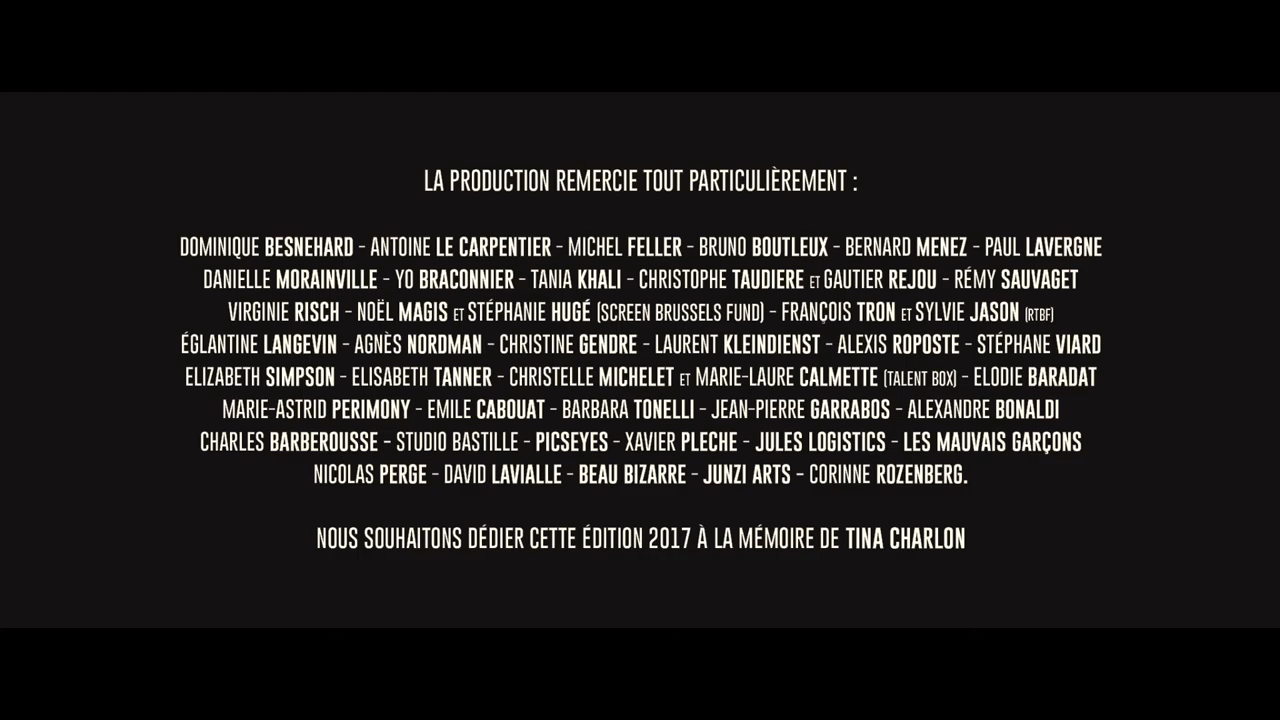 LA PRODUCTION REMERCIE TOUT PARTICULIÈREMENT :
DOMINIQUE BESNEHARD - ANTOINE LE CARPENTIER - MICHEL FELLER - BRUNO BOUTLEUX - BERNARD MENEZ - PAUL LAVERGNE
DANIELLE MORAINVILLE - YO BRACONNIER - TANIA KHALI - CHRISTOPHE TAUDIERE ET GAUTIER REJOU - RÉMY SAUVAGET
VIRGINIE RISCH - NOËL MAGIS ET STÉPHANIE HUGÉ (SCREEN BRUSSELS FUND) - FRANÇOIS TRON ET SYLVIE JASON (RTBF)
ÉGLANTINE LANGEVIN - AGNÈS NORDMAN - CHRISTINE GENDRE - LAURENT KLEINDIENST - ALEXIS ROPOSTE - STÉPHANE VIARD
ELIZABETH SIMPSON - ELISABETH TANNER - CHRISTELLE MICHELET ET MARIE-LAURE CALMETTE (TALENT BOX) - ELODIE BARADAT
MARIE-ASTRID PERIMONY - EMILE CABOUAT - BARBARA TONELLI - JEAN-PIERRE GARRABOS - ALEXANDRE BONALDI
CHARLES BARBEROUSSE - STUDIO BASTILLE - PICSEYES - XAVIER PLECHE - JULES LOGISTICS - LES MAUVAIS GARÇONS
NICOLAS PERGE - DAVID LAVIALLE - BEAU BIZARRE - JUNZI ARTS - CORINNE ROZENBERG.
NOUS SOUHAITONS DÉDIER CETTE ÉDITION 2017 À LA MÉMOIRE DE TINA CHARLON